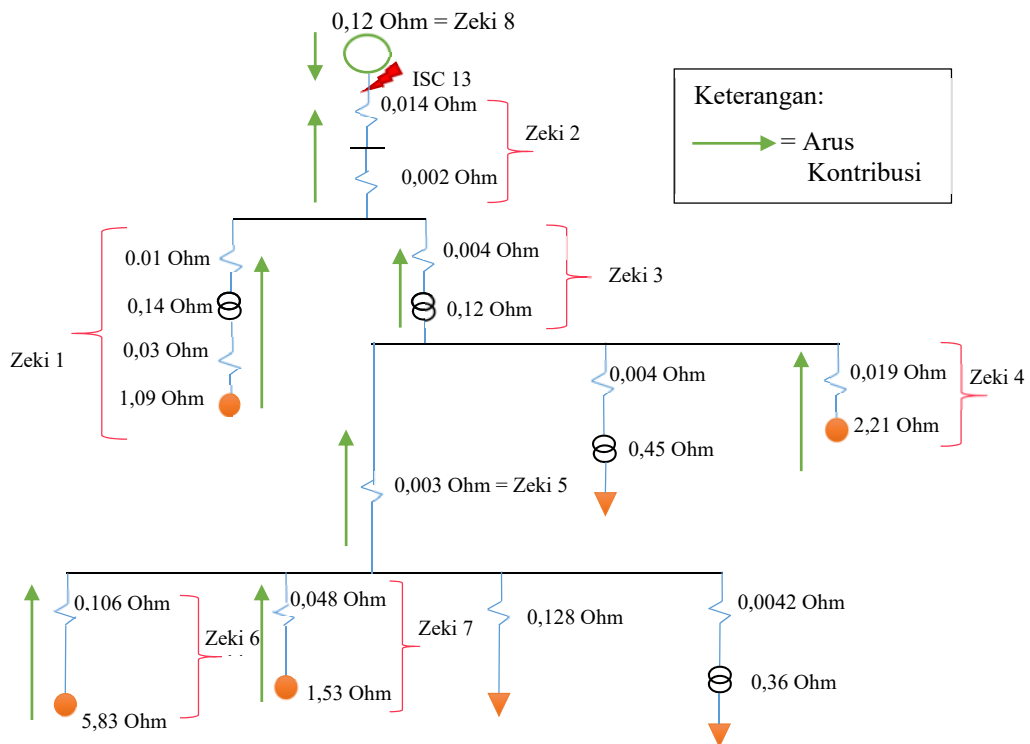 0,12 Ohm = Zeki 8
ISC 13
0,014 Ohm
Zeki 2
0,002 Ohm
Keterangan:
= Arus
Kontribusi
0.01 Ohm
0,14 Ohm
0,03 Ohm
1,09 Ohm
Zeki 1
0,004 Ohm
0,12 Ohm
Zeki 3
0,004 Ohm
0,45 Ohm
0,019 Ohm
2,21 Ohm
Zeki 4
0,003 Ohm = Zeki 5
0,106 Ohm
5,83 Ohm
Zeki 6
0,048 Ohm
1,53 Ohm
Zeki 7
0,128 Ohm
0,0042 Ohm
0,36 Ohm